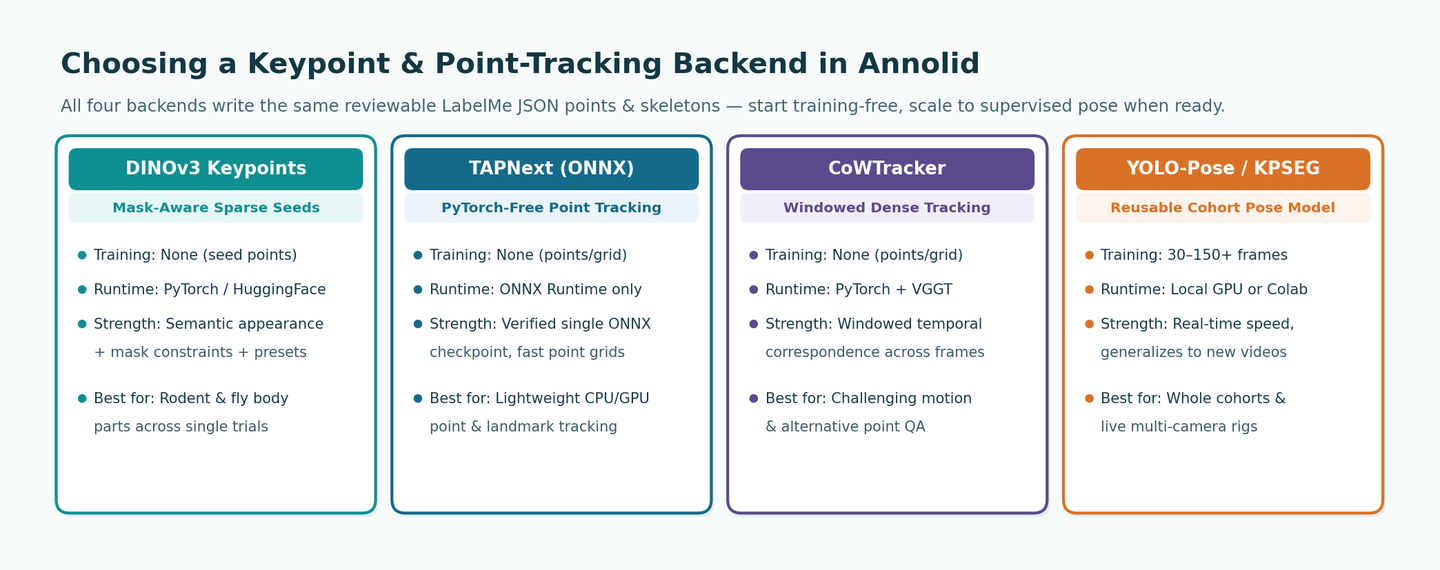 Choosing a Keypoint & Point-Tracking Backend in Annolid
All four backends write the same reviewable LabelMe JSON points & skeletons — start training-free, scale to supervised pose when ready.
DINOv3 Keypoints
Mask-Aware Sparse Seeds
Training: None (seed points)
Runtime: PyTorch / HuggingFace
Strength: Semantic appearance
+ mask constraints + presets
Best for: Rodent & fly body
parts across single trials
TAPNext (ONNX)
PyTorch-Free Point Tracking
Training: None (points/grid)
Runtime: ONNX Runtime only
Strength: Verified single ONNX
checkpoint, fast point grids
Best for: Lightweight CPU/GPU
point & landmark tracking
CoWTracker
Windowed Dense Tracking
Training: None (points/grid)
Runtime: PyTorch + VGGT
Strength: Windowed temporal
correspondence across frames
Best for: Challenging motion
& alternative point QA
YOLO-Pose / KPSEG
Reusable Cohort Pose Model
Training: 30–150+ frames
Runtime: Local GPU or Colab
Strength: Real-time speed,
generalizes to new videos
Best for: Whole cohorts &
live multi-camera rigs